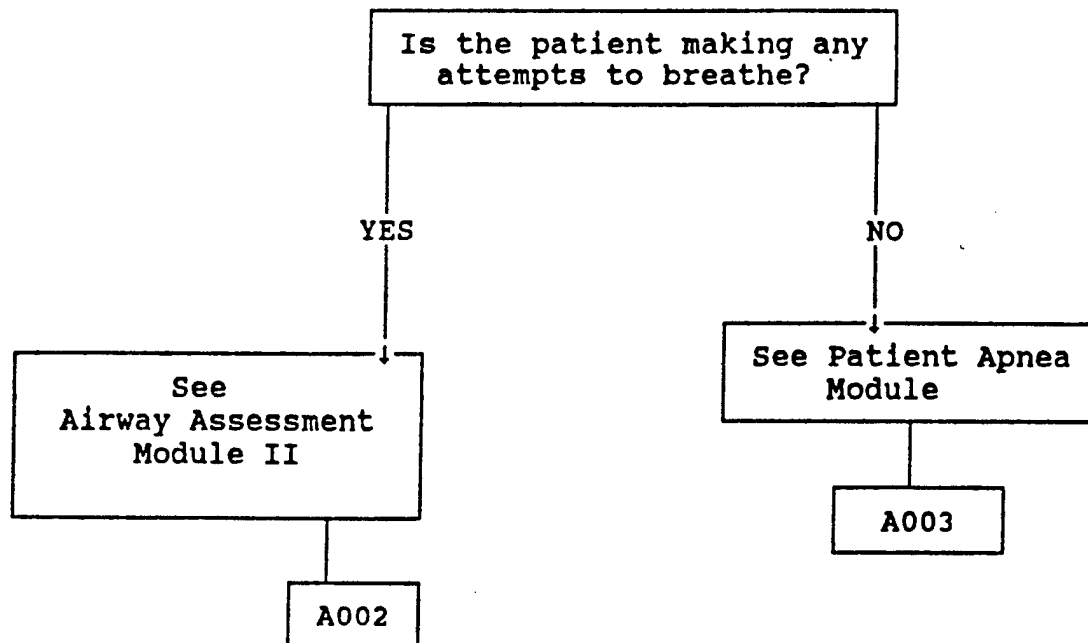 Is the patient making any
attempts to breathe?
YES
NO
See
Airway Assessment
Module II
See Patient Apnea
Module
A003
A002